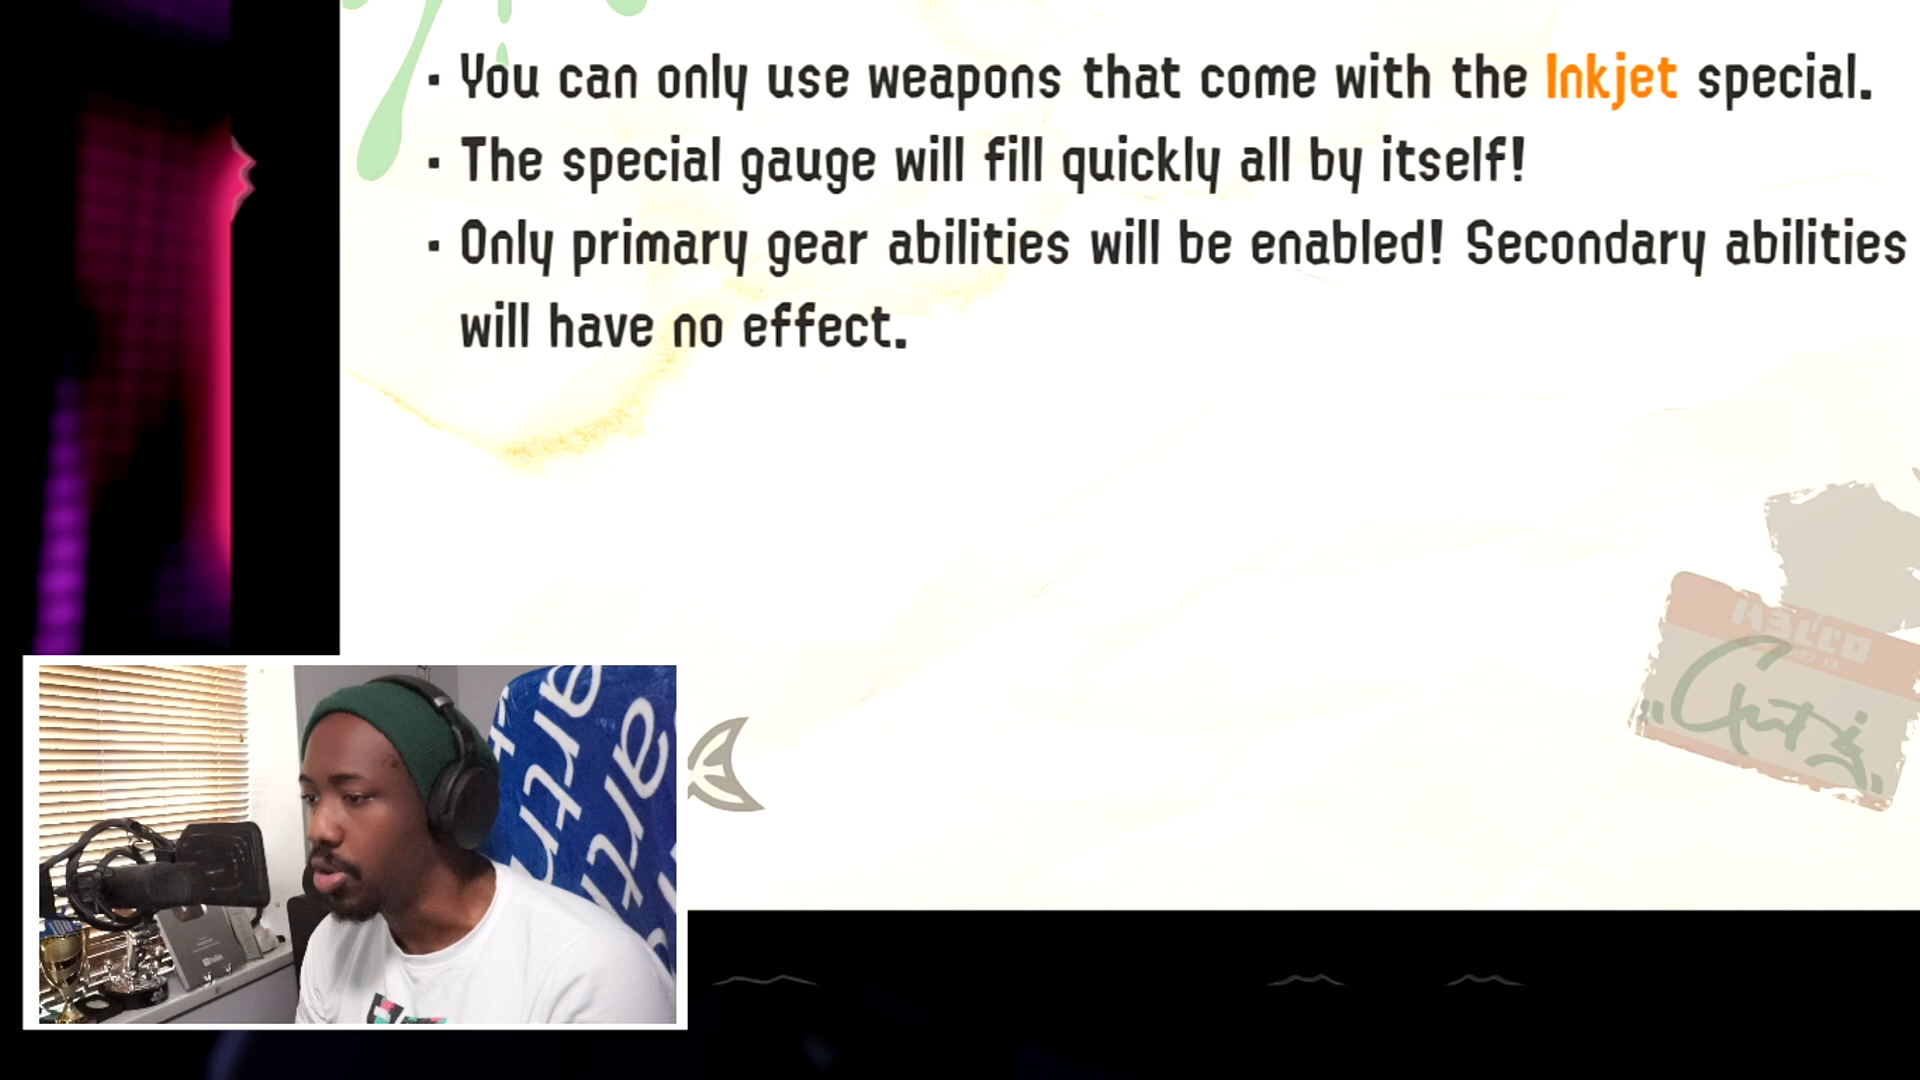 · You can only use weapons that come with the Inkjet special.
· The special gauge will fill quickly all by itself!
· Only primary gear abilities will be enabled! Secondary abilities
will have no effect.
HELLO